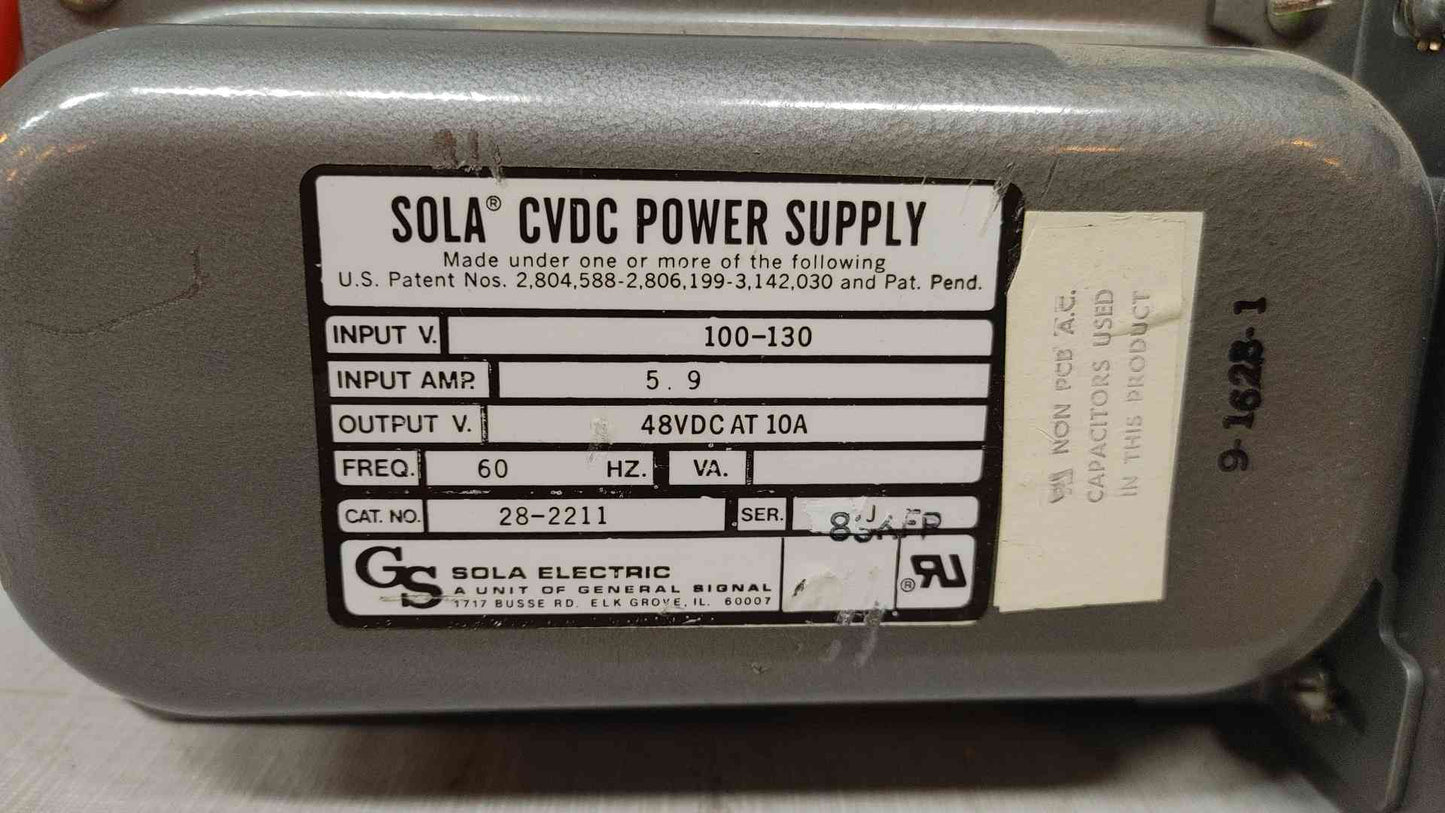 SOLA® CVDC POWER SUPPLY
Made under one or more of the following
U.S. Patent Nos. 2,804,588-2,806,199-3,142,030 and Pat. Pend.
INPUT V. 100-130
INPUT AMP. 5.9
OUTPUT V. 48VDC AT 10A
FREQ. 60 HZ. VA.
CAT. NO. 28-2211 SER. J
GS SOLA ELECTRIC
A UNIT OF GENERAL SIGNAL
1717 BUSSE RD. ELK GROVE, IL. 60007
® RU
NON PCB A.C.
CAPACITORS USED
IN THIS PRODUCT
9-1628-1